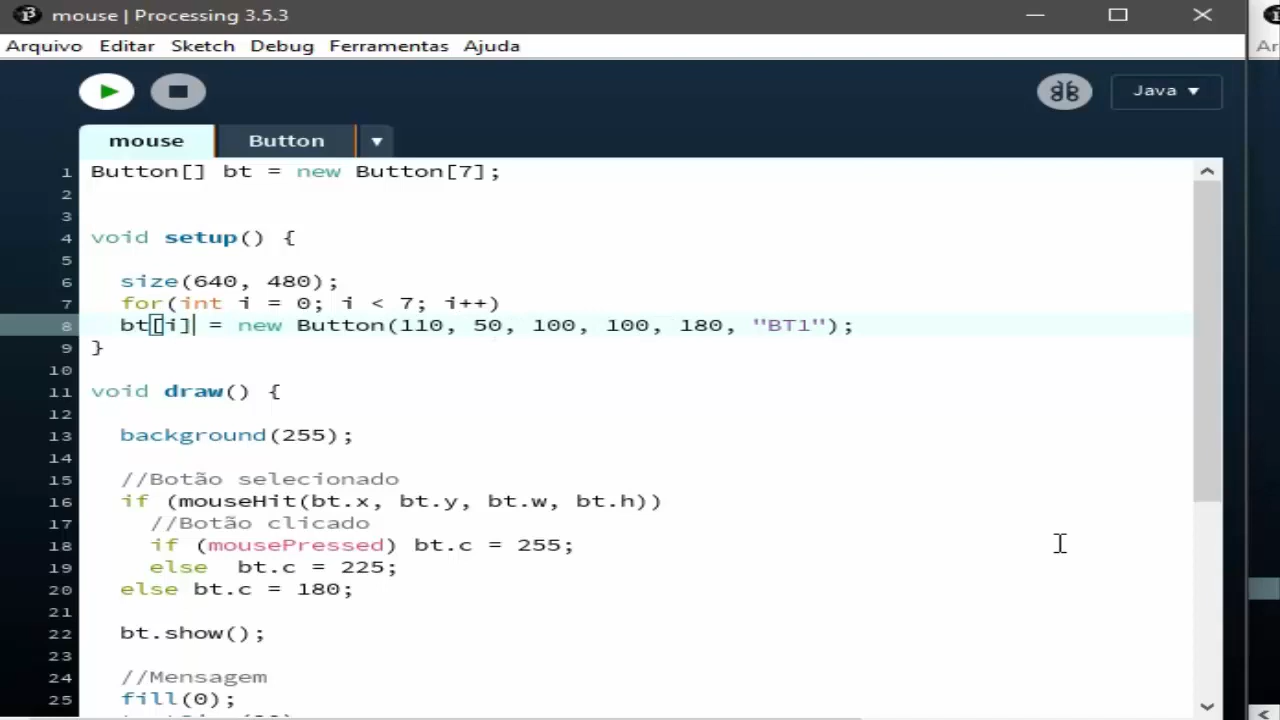 mouse | Processing 3.5.3
Arquivo Editar Sketch Debug Ferramentas Ajuda
Ar
Java
mouse Button
1 Button[] bt = new Button[7];
2
3
4 void setup() {
5
6 size(640, 480);
7 for(int i = 0; i < 7; i++)
8 bt[i] = new Button(110, 50, 100, 100, 180, "BT1");
9 }
10
11 void draw() {
12
13 background(255);
14
15 //Botão selecionado
16 if (mouseHit(bt.x, bt.y, bt.w, bt.h))
17 //Botão clicado
18 if (mousePressed) bt.c = 255;
19 else bt.c = 225;
20 else bt.c = 180;
21
22 bt.show();
23
24 //Mensagem
25 fill(0);